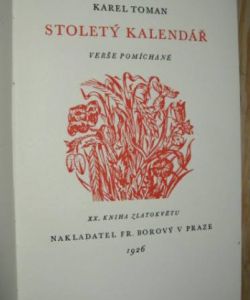 KAREL TOMAN
STOLETÝ KALENDÁŘ
VERŠE POMÍCHANÉ
XX. KNIHA ZLATOKVĚTU
NAKLADATEL FR. BOROVÝ V PRAZE
1926